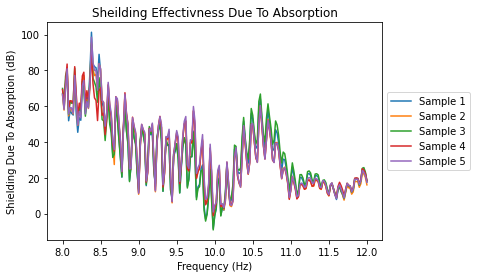 Sheilding Effectivness Due To Absorption
Shielding Due To Absorption (dB)
100
80
60
40
20
0
8.0 8.5 9.0 9.5 10.0 10.5 11.0 11.5 12.0
Frequency (Hz)
Sample 1
Sample 2
Sample 3
Sample 4
Sample 5